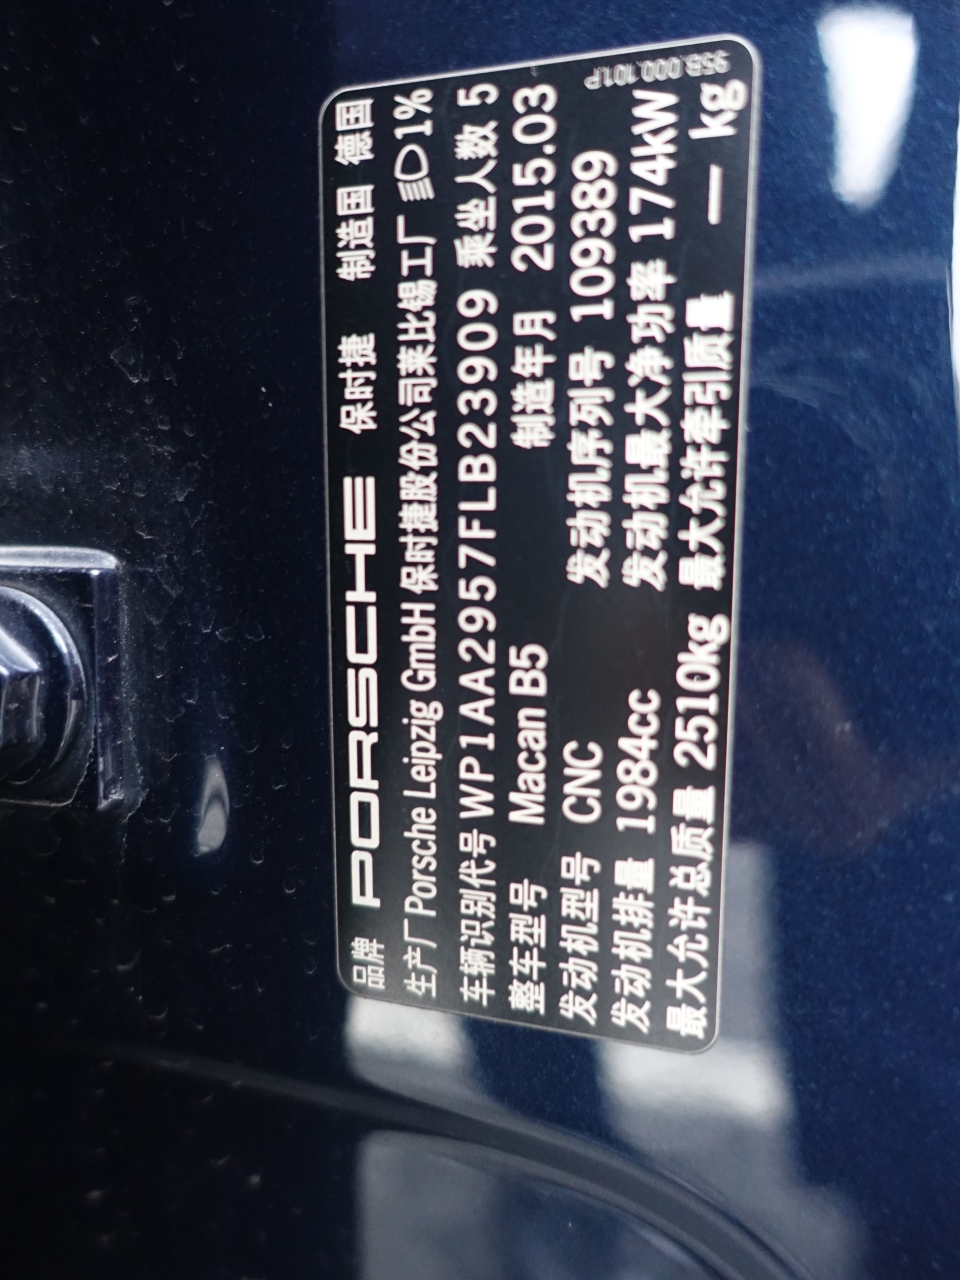 品牌 PORSCHE 保时捷 制造国 德国
生产厂 Porsche Leipzig GmbH 保时捷股份公司莱比锡工厂 1%
车辆识别代号 WP1AA2957FLB23909 乘坐人数 5
整车型号 Macan B5 制造年月 2015.03
发动机型号 CNC 发动机序列号 109389
发动机排量 1984cc 发动机最大净功率 174kW
最大允许总质量 2510kg 最大允许牵引质量 — kg
95B.000.101.P